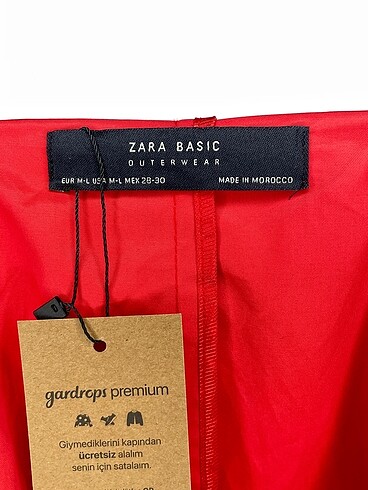 ZARA BASIC
OUTERWEAR
EUR M-L USA M-L MEX 28-30 MADE IN MOROCCO
gardrops premium
Giymediklerini kapından
ücretsiz alalım
senin için satalım.